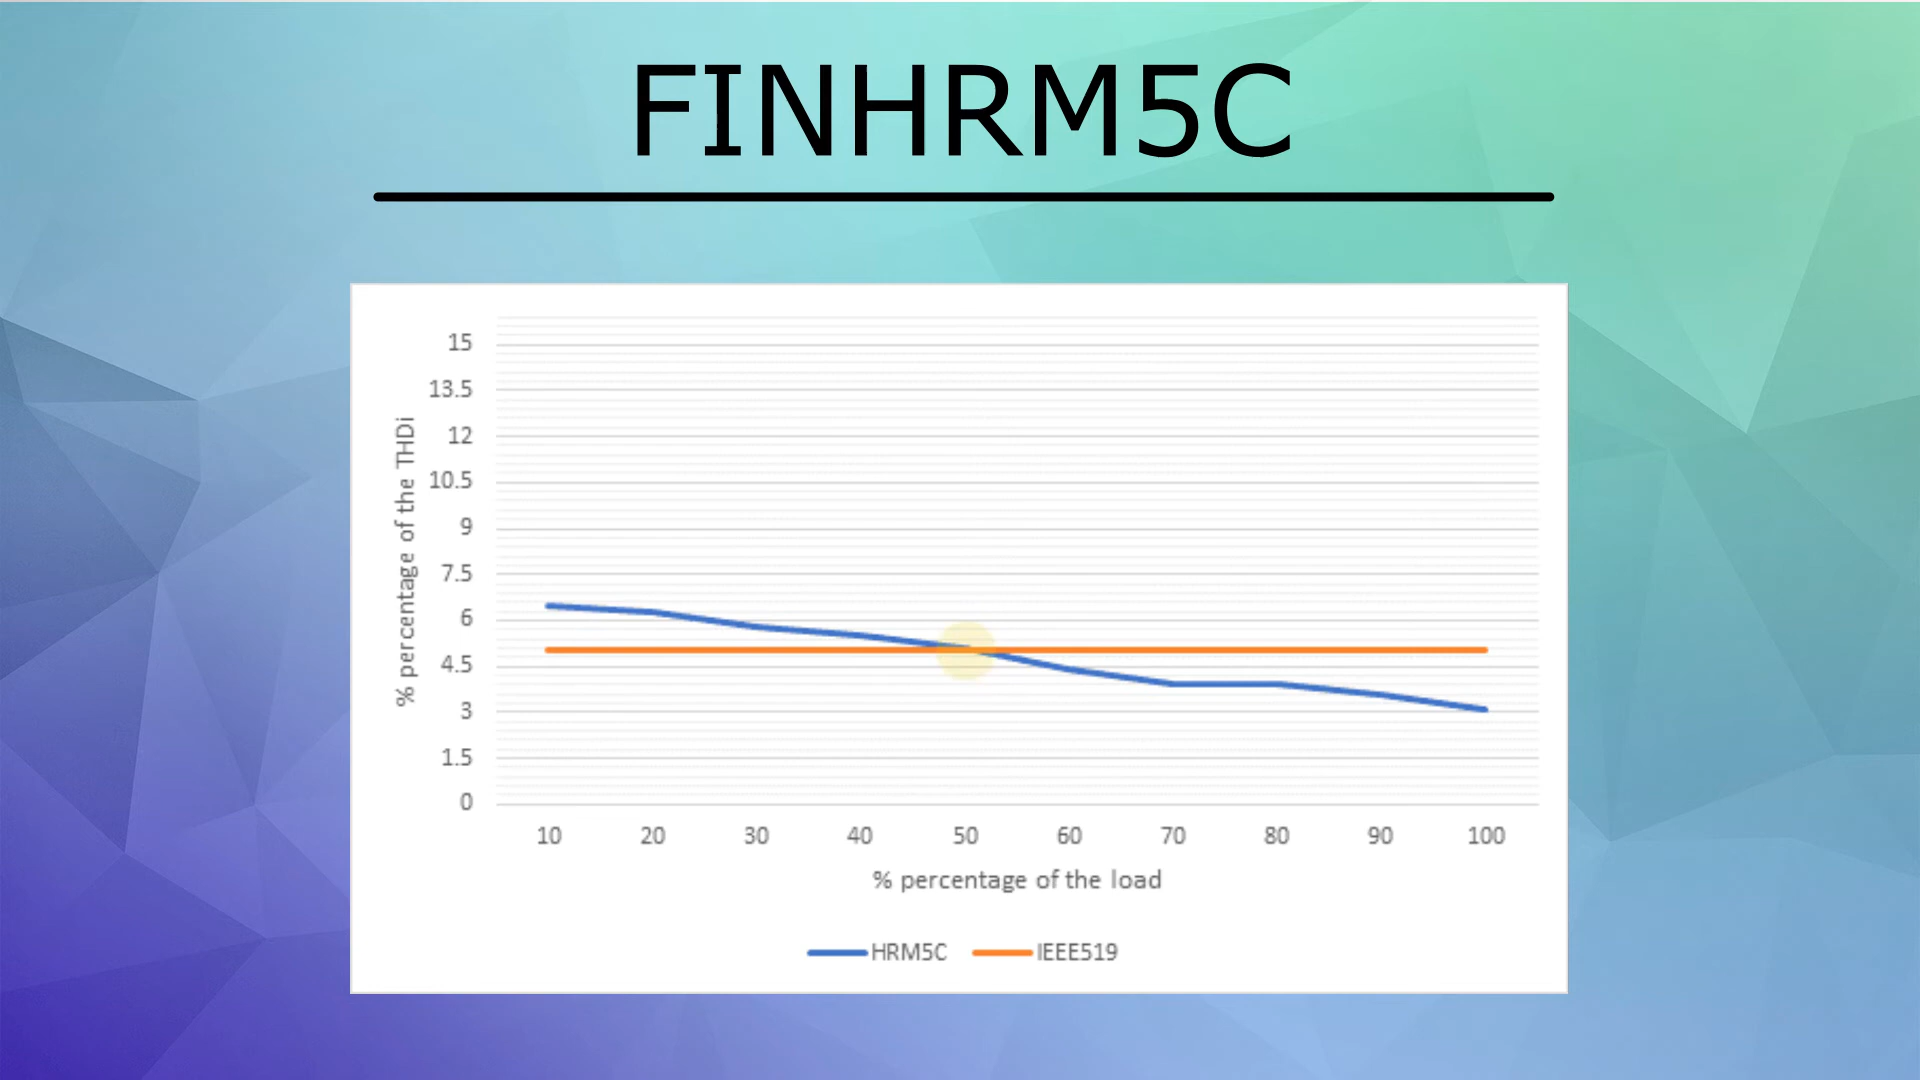 FINHRM5C
% percentage of the THDi
15
13.5
12
10.5
9
7.5
6
4.5
3
1.5
0
10 20 30 40 50 60 70 80 90 100
% percentage of the load
HRM5C IEEE519